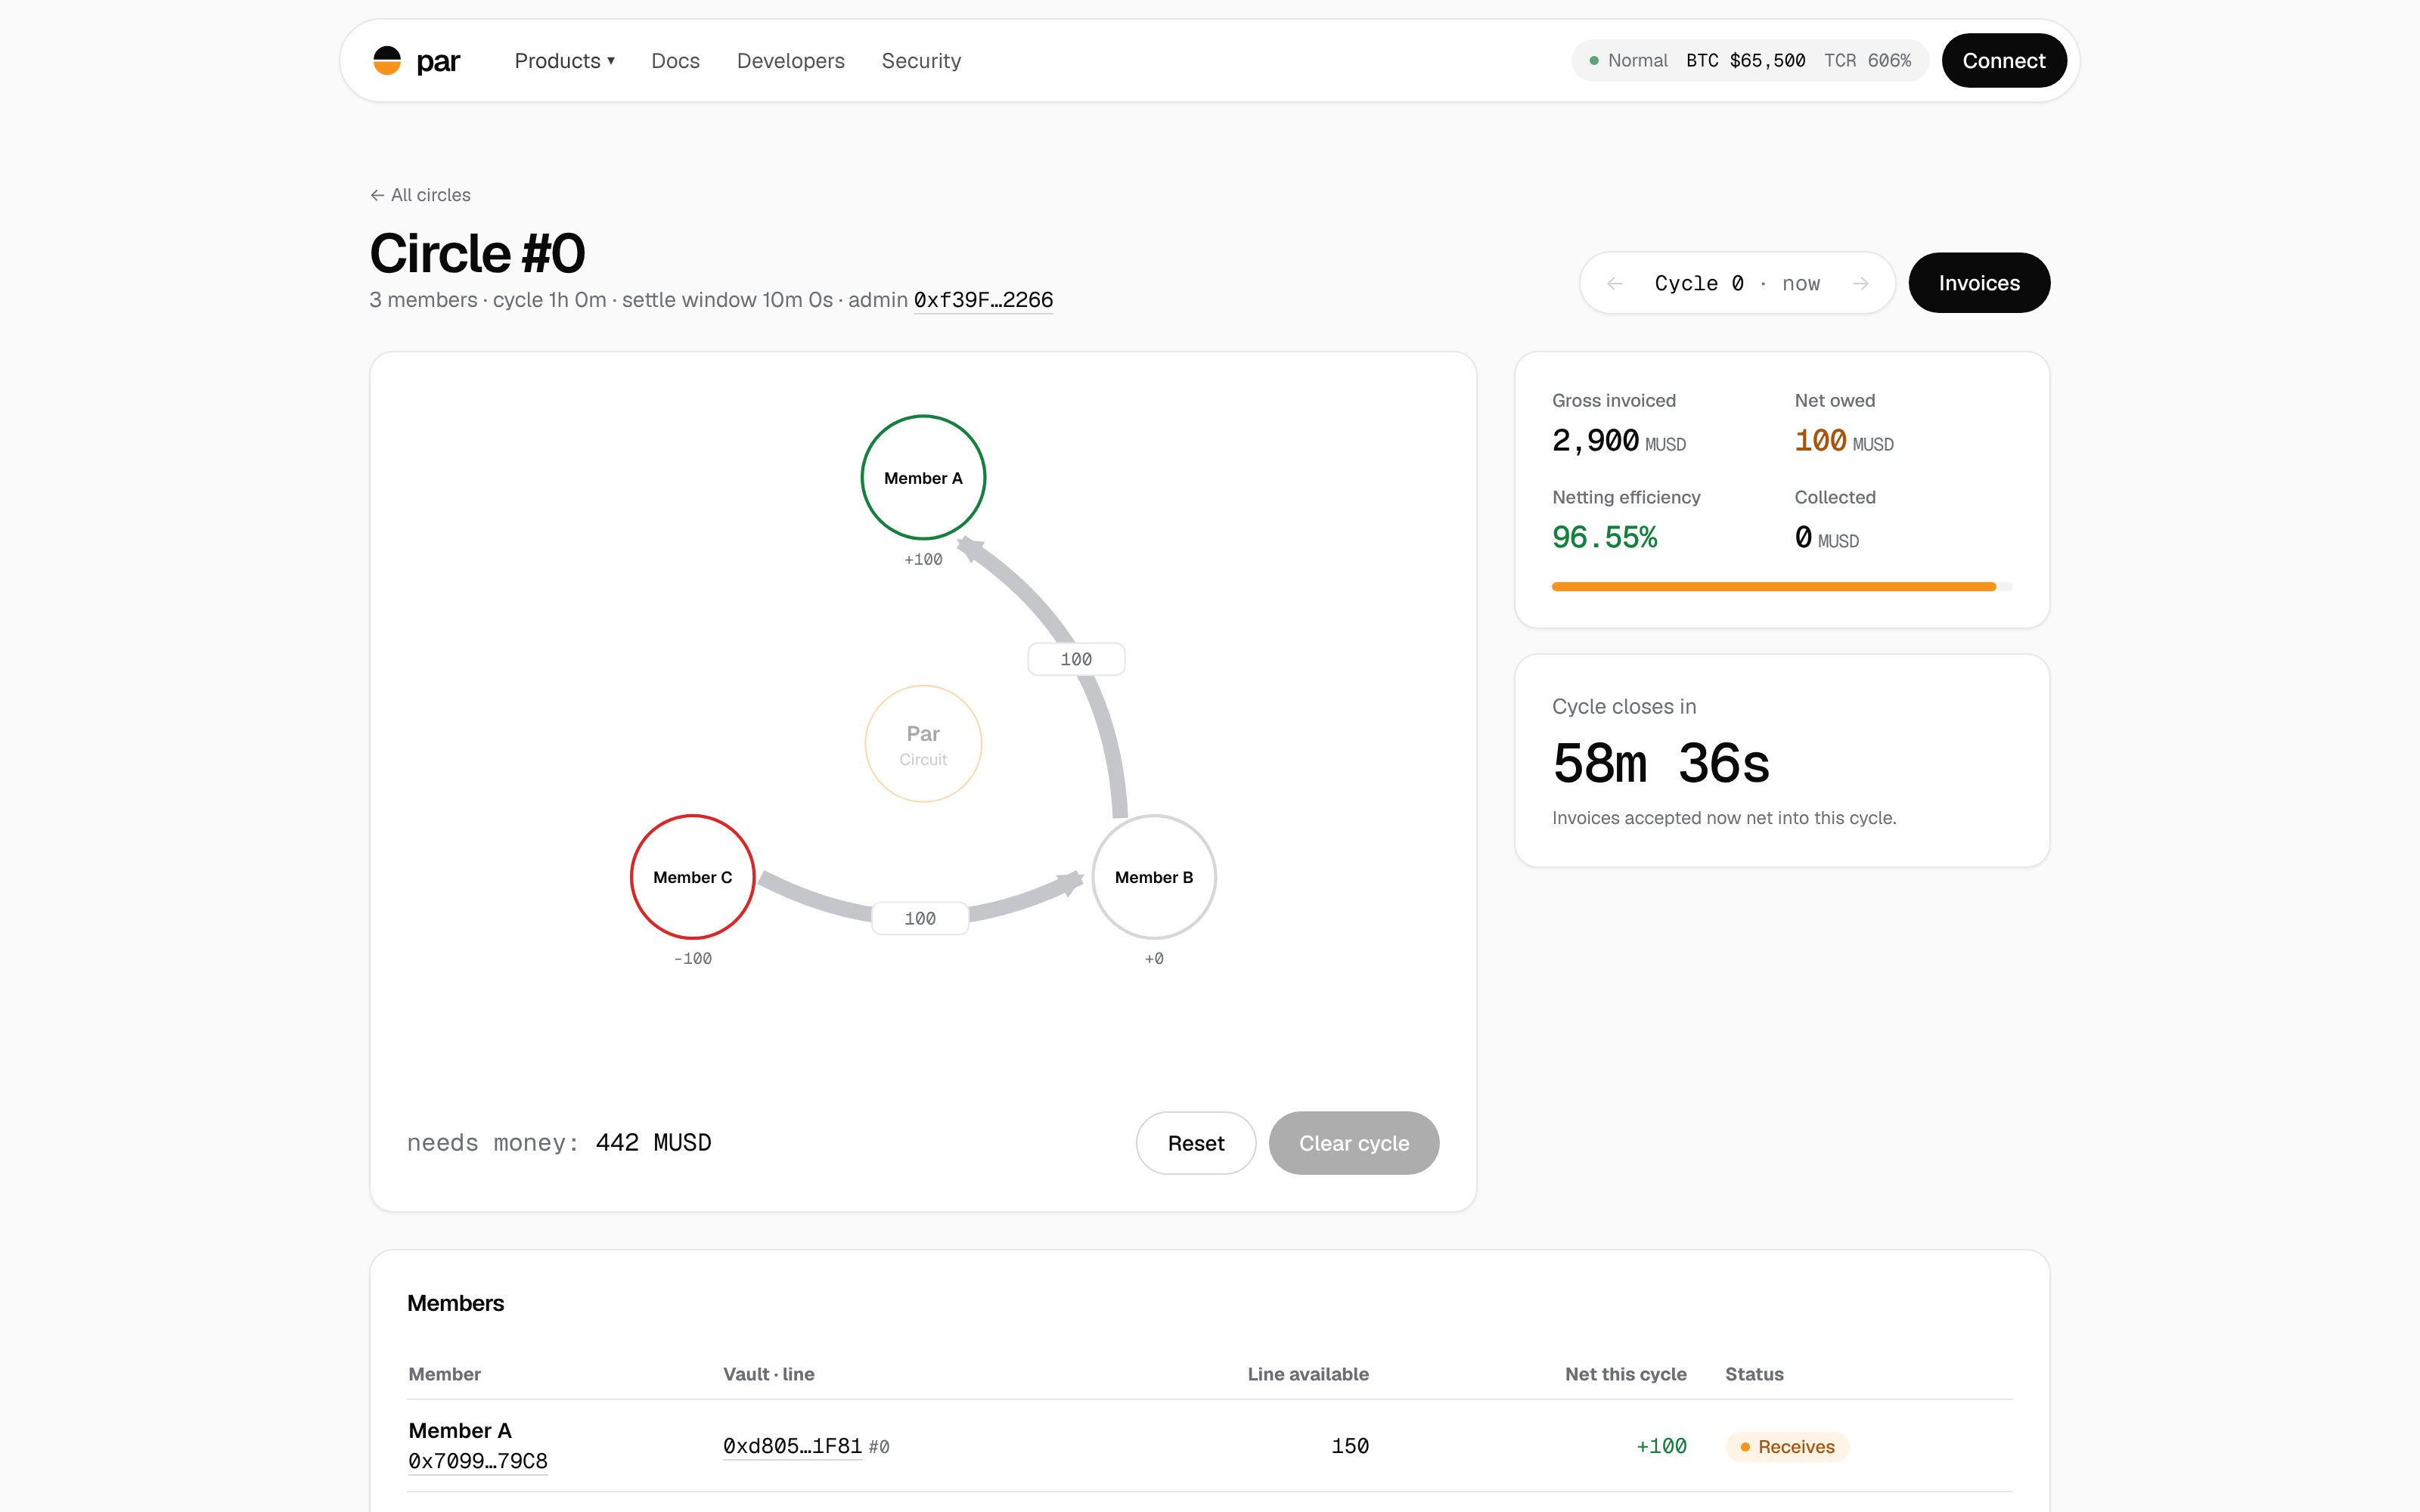 par
Products ▾
Docs
Developers
Security
Normal BTC $65,500 TCR 606%
Connect
← All circles
Circle #0
3 members · cycle 1h 0m · settle window 10m 0s · admin 0xf39F…2266
← Cycle 0 · now →
Invoices
Member A
+100
100
Par
Circuit
Member C
-100
100
Member B
+0
needs money: 442 MUSD
Reset
Clear cycle
Gross invoiced
2,900 MUSD
Net owed
100 MUSD
Netting efficiency
96.55%
Collected
0 MUSD
Cycle closes in
58m 36s
Invoices accepted now net into this cycle.
Members
Member Vault · line Line available Net this cycle Status
Member A
0x7099…79C8
0xd805…1F81 #0 150 +100 Receives